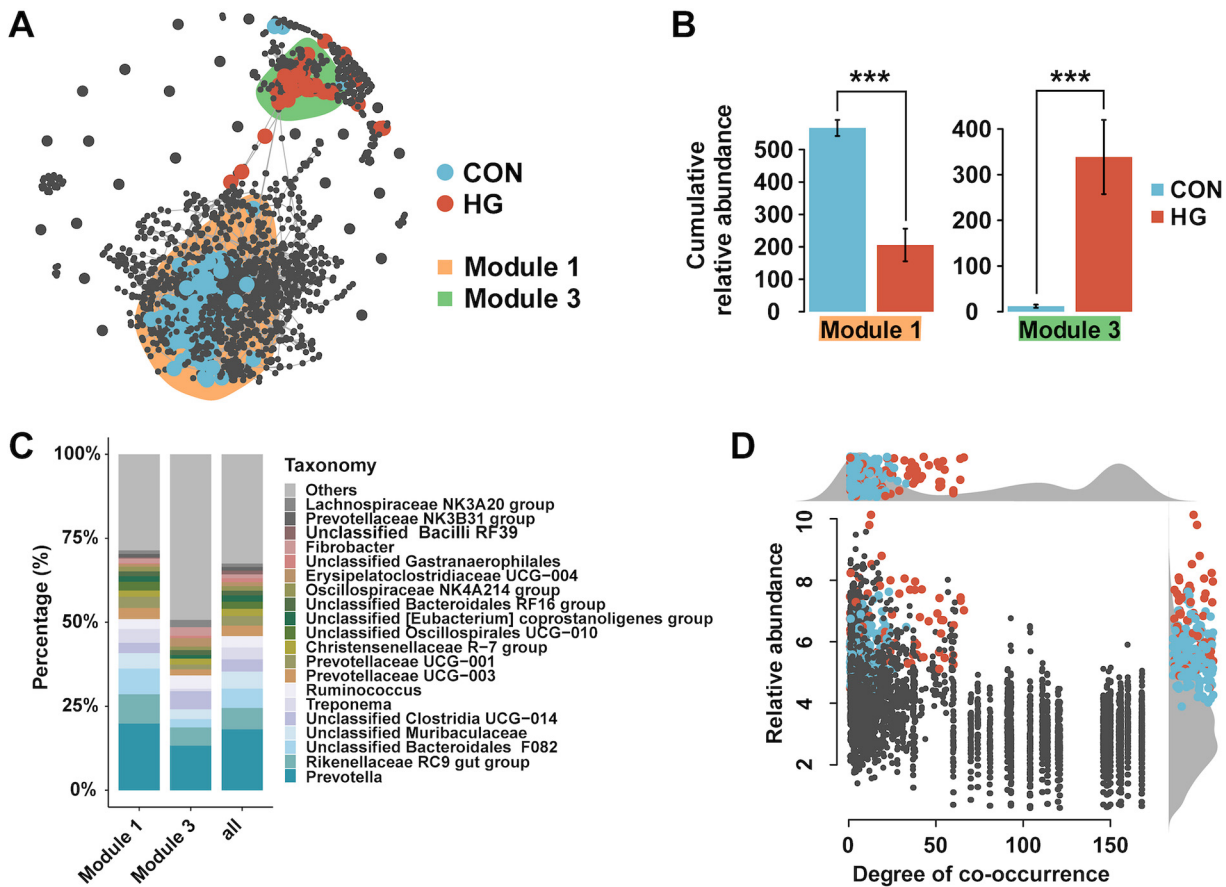 A
CON
HG
Module 1
Module 3
B
Cumulative
relative abundance
500
400
300
200
100
0
***
Module 1
400
300
200
100
0
***
Module 3
CON
HG
C
Percentage (%)
100%
75%
50%
25%
0%
Module 1
Module 3
all
Taxonomy
Others
Lachnospiraceae NK3A20 group
Prevotellaceae NK3B31 group
Unclassified Bacilli RF39
Fibrobacter
Unclassified Gastranaerophilales
Erysipelatoclostridiaceae UCG−004
Oscillospiraceae NK4A214 group
Unclassified Bacteroidales RF16 group
Unclassified [Eubacterium] coprostanoligenes group
Unclassified Oscillospirales UCG−010
Christensenellaceae R−7 group
Prevotellaceae UCG−001
Prevotellaceae UCG−003
Ruminococcus
Treponema
Unclassified Clostridia UCG−014
Unclassified Muribaculaceae
Unclassified Bacteroidales F082
Rikenellaceae RC9 gut group
Prevotella
D
Relative abundance
10
8
6
4
2
0
50
100
150
Degree of co-occurrence